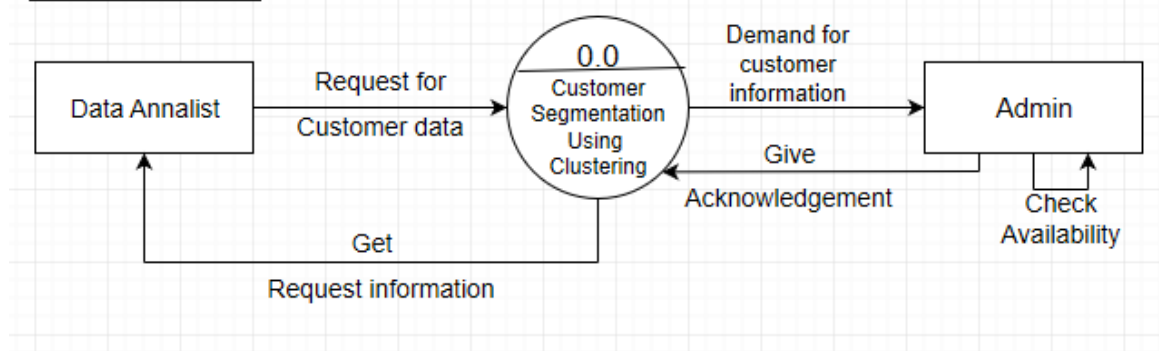 Data Annalist
Request for
Customer data
0.0
Customer
Segmentation
Using
Clustering
Demand for
customer
information
Admin
Give
Acknowledgement
Check
Availability
Get
Request information